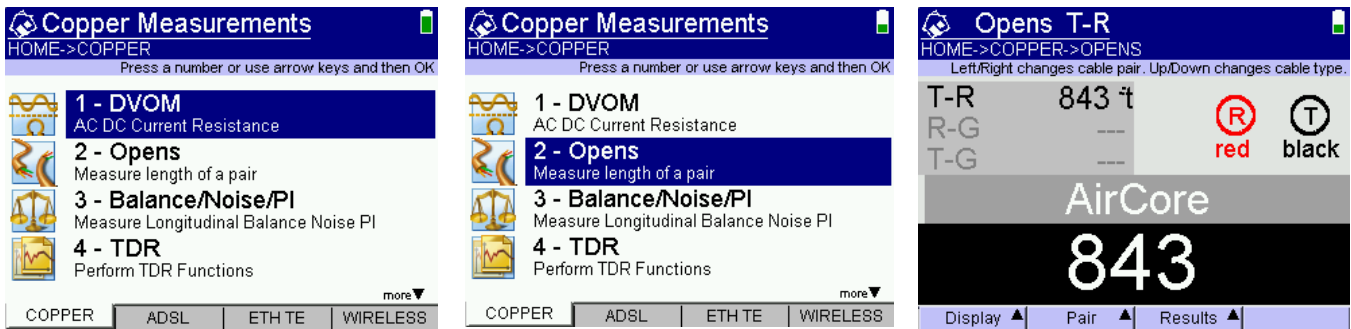 Copper Measurements
HOME->COPPER
Press a number or use arrow keys and then OK
1 - DVOM
AC DC Current Resistance
2 - Opens
Measure length of a pair
3 - Balance/Noise/PI
Measure Longitudinal Balance Noise PI
4 - TDR
Perform TDR Functions
more▼
COPPER ADSL ETH TE WIRELESS
Copper Measurements
HOME->COPPER
Press a number or use arrow keys and then OK
1 - DVOM
AC DC Current Resistance
2 - Opens
Measure length of a pair
3 - Balance/Noise/PI
Measure Longitudinal Balance Noise PI
4 - TDR
Perform TDR Functions
more▼
COPPER ADSL ETH TE WIRELESS
Opens T-R
HOME->COPPER->OPENS
Left/Right changes cable pair. Up/Down changes cable type.
T-R 843 ft
R-G ---
T-G ---
R T
red black
AirCore
843
Display ▲ Pair ▲ Results ▲